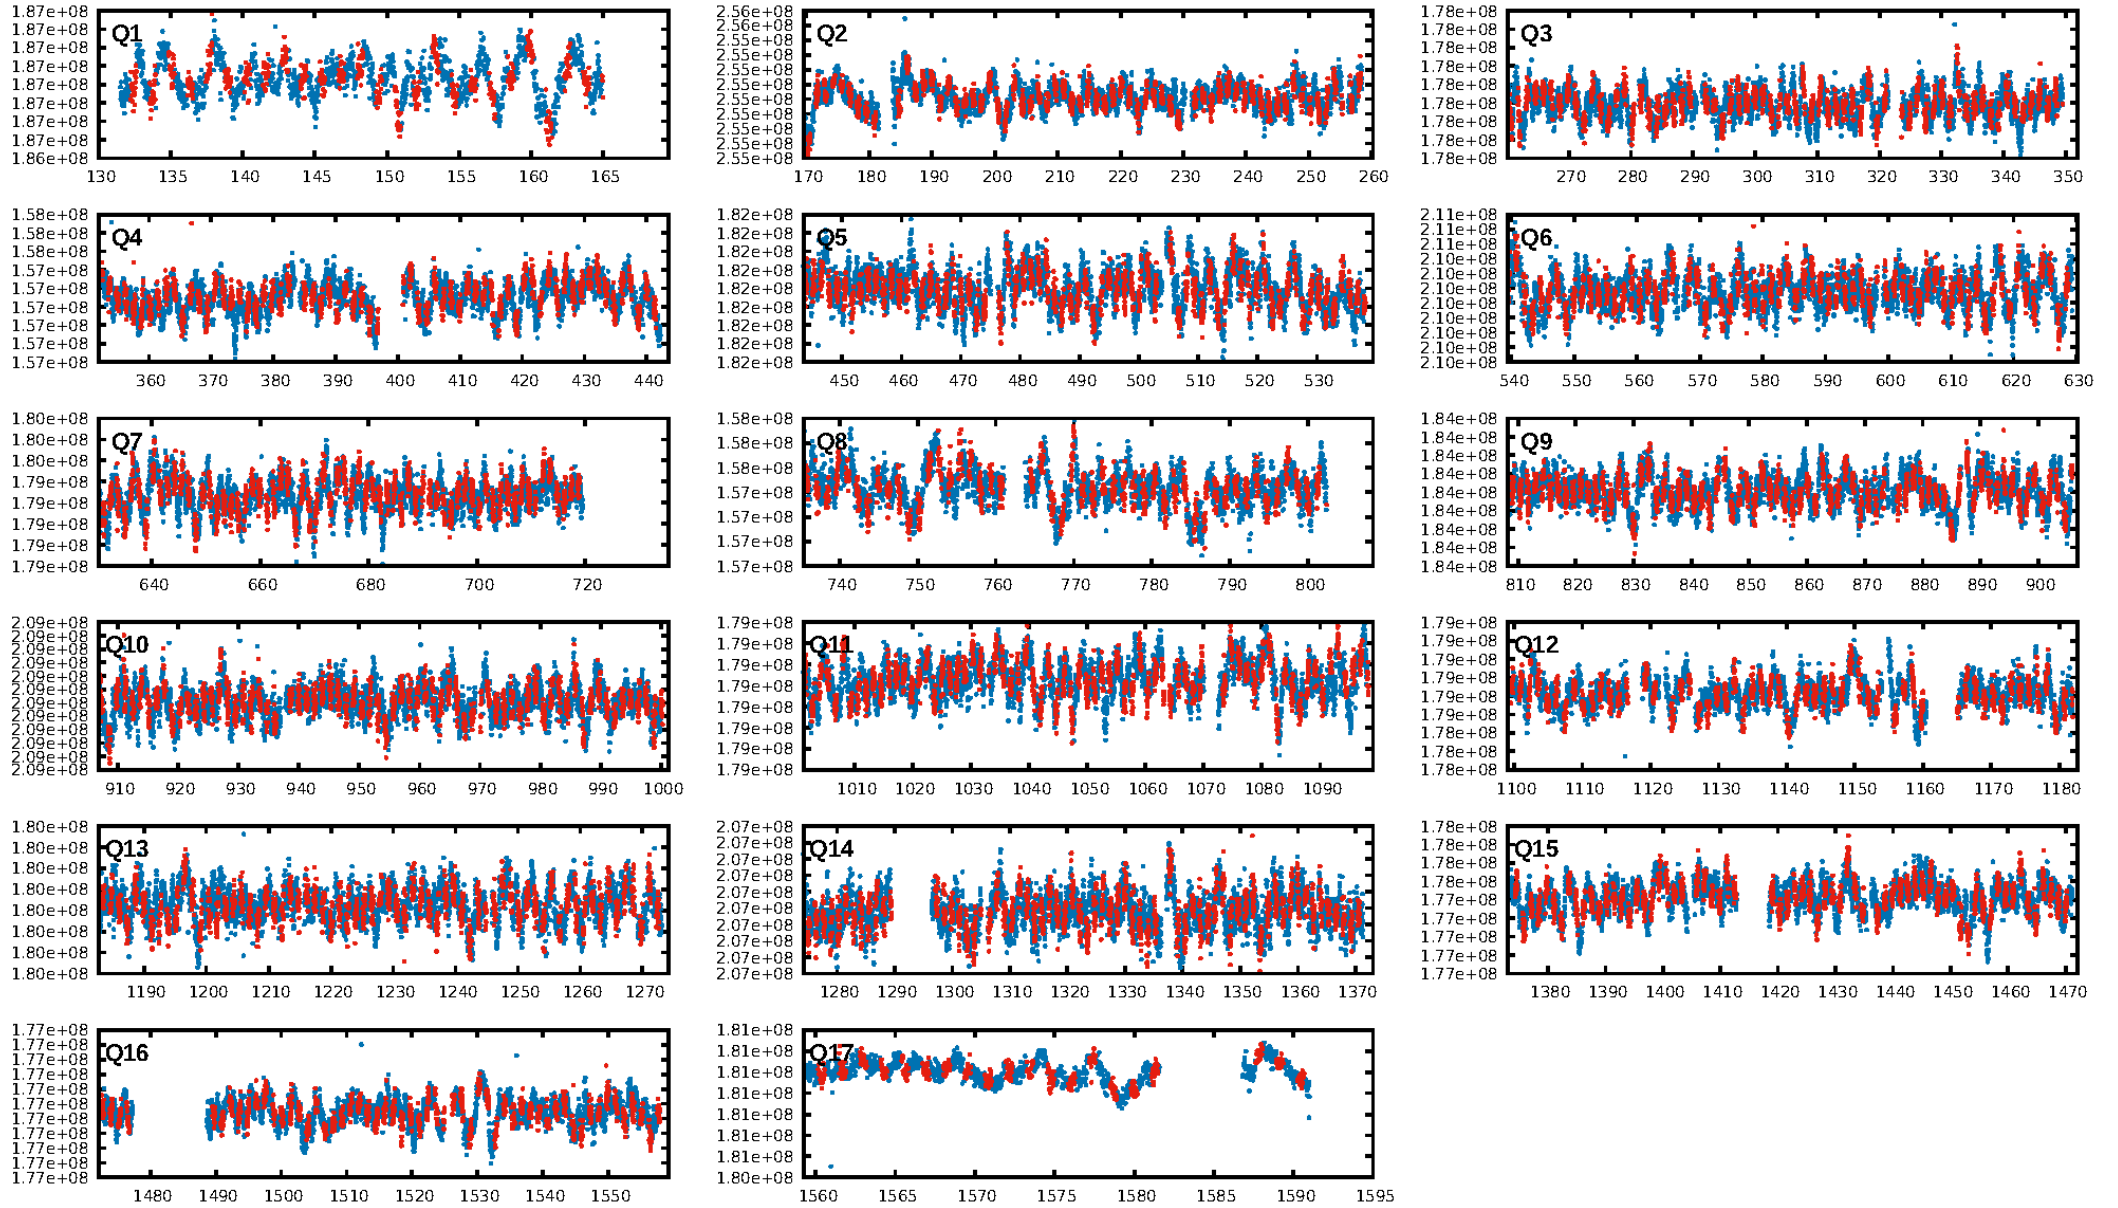 Q1
1.87e+08
1.87e+08
1.87e+08
1.87e+08
1.87e+08
1.87e+08
1.87e+08
1.87e+08
1.86e+08
130 135 140 145 150 155 160 165
Q2
2.56e+08
2.56e+08
2.55e+08
2.55e+08
2.55e+08
2.55e+08
2.55e+08
2.55e+08
2.55e+08
2.55e+08
2.55e+08
170 180 190 200 210 220 230 240 250 260
Q3
1.78e+08
1.78e+08
1.78e+08
1.78e+08
1.78e+08
1.78e+08
1.78e+08
1.78e+08
1.78e+08
270 280 290 300 310 320 330 340 350
Q4
1.58e+08
1.58e+08
1.58e+08
1.57e+08
1.57e+08
1.57e+08
1.57e+08
1.57e+08
1.57e+08
360 370 380 390 400 410 420 430 440
Q5
1.82e+08
1.82e+08
1.82e+08
1.82e+08
1.82e+08
1.82e+08
1.82e+08
1.82e+08
1.82e+08
450 460 470 480 490 500 510 520 530
Q6
2.11e+08
2.11e+08
2.11e+08
2.10e+08
2.10e+08
2.10e+08
2.10e+08
2.10e+08
2.10e+08
2.10e+08
2.10e+08
540 550 560 570 580 590 600 610 620 630
Q7
1.80e+08
1.80e+08
1.80e+08
1.79e+08
1.79e+08
1.79e+08
1.79e+08
1.79e+08
640 660 680 700 720
Q8
1.58e+08
1.58e+08
1.58e+08
1.57e+08
1.57e+08
1.57e+08
1.57e+08
740 750 760 770 780 790 800
Q9
1.84e+08
1.84e+08
1.84e+08
1.84e+08
1.84e+08
1.84e+08
1.84e+08
1.84e+08
1.84e+08
810 820 830 840 850 860 870 880 890 900
Q10
2.09e+08
2.09e+08
2.09e+08
2.09e+08
2.09e+08
2.09e+08
2.09e+08
2.09e+08
2.09e+08
2.09e+08
2.09e+08
2.09e+08
910 920 930 940 950 960 970 980 990 1000
Q11
1.79e+08
1.79e+08
1.79e+08
1.79e+08
1.79e+08
1.79e+08
1.79e+08
1.79e+08
1010 1020 1030 1040 1050 1060 1070 1080 1090
Q12
1.79e+08
1.79e+08
1.79e+08
1.79e+08
1.79e+08
1.79e+08
1.78e+08
1.78e+08
1.78e+08
1100 1110 1120 1130 1140 1150 1160 1170 1180
Q13
1.80e+08
1.80e+08
1.80e+08
1.80e+08
1.80e+08
1.80e+08
1.80e+08
1.80e+08
1190 1200 1210 1220 1230 1240 1250 1260 1270
Q14
2.07e+08
2.07e+08
2.07e+08
2.07e+08
2.07e+08
2.07e+08
2.07e+08
2.07e+08
2.07e+08
2.07e+08
1280 1290 1300 1310 1320 1330 1340 1350 1360 1370
Q15
1.78e+08
1.78e+08
1.78e+08
1.78e+08
1.77e+08
1.77e+08
1.77e+08
1.77e+08
1.77e+08
1380 1390 1400 1410 1420 1430 1440 1450 1460 1470
Q16
1.77e+08
1.77e+08
1.77e+08
1.77e+08
1.77e+08
1.77e+08
1.77e+08
1.77e+08
1.77e+08
1.77e+08
1.77e+08
1480 1490 1500 1510 1520 1530 1540 1550
Q17
1.81e+08
1.81e+08
1.81e+08
1.81e+08
1.81e+08
1.81e+08
1.81e+08
1.80e+08
1560 1565 1570 1575 1580 1585 1590 1595